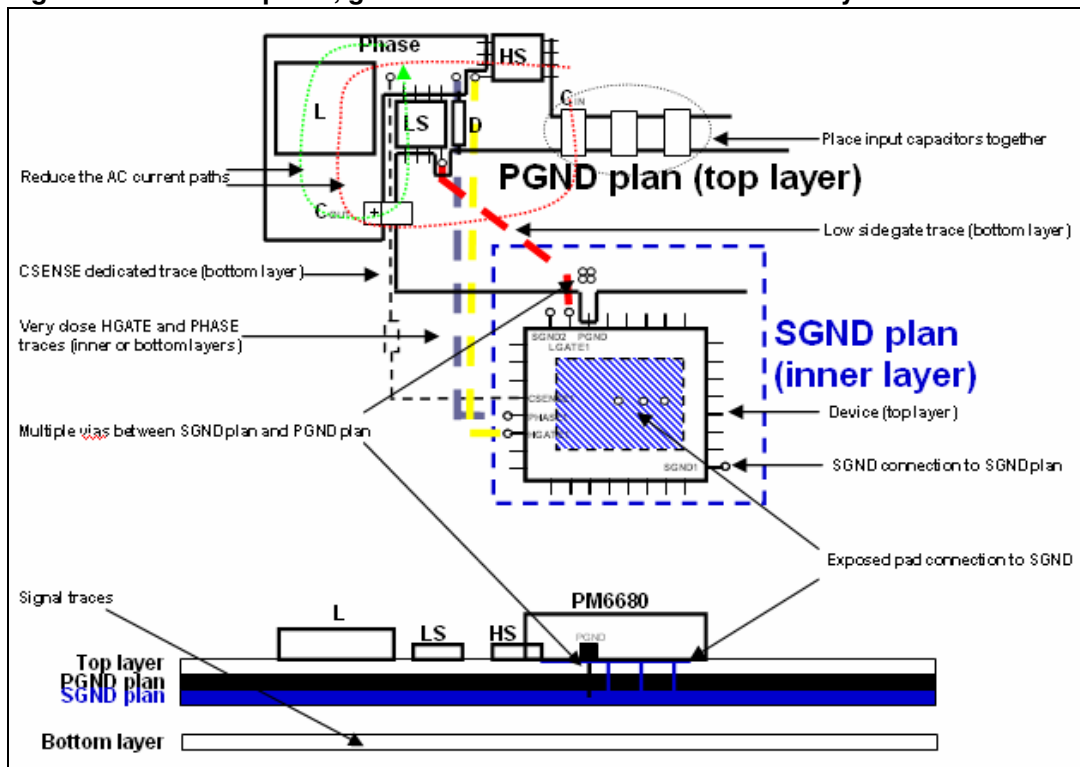 Phase
HS
L
LS
D
CIN
Place input capacitors together
PGND plan (top layer)
Reduce the AC current paths
Cout
+
Low side gate trace (bottom layer)
CSENSE dedicated trace (bottom layer)
Very close HGATE and PHASE
traces (inner or bottom layers)
SGND2 PGND
LGATE1
SGND plan
(inner layer)
CSENSE1
PHASE1
HGATE1
Device (top layer)
Multiple vias between SGND plan and PGND plan
SGND1
SGND connection to SGND plan
Exposed pad connection to SGND
Signal traces
PM6680
L
LS
HS
PGND
Top layer
PGND plan
SGND plan
Bottom layer